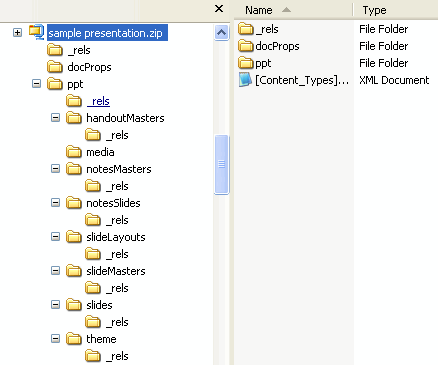 sample presentation.zip
_rels
docProps
ppt
_rels
handoutMasters
_rels
media
notesMasters
_rels
notesSlides
_rels
slideLayouts
_rels
slideMasters
_rels
slides
_rels
theme
_rels
Name Type
_rels File Folder
docProps File Folder
ppt File Folder
[Content_Types]... XML Document